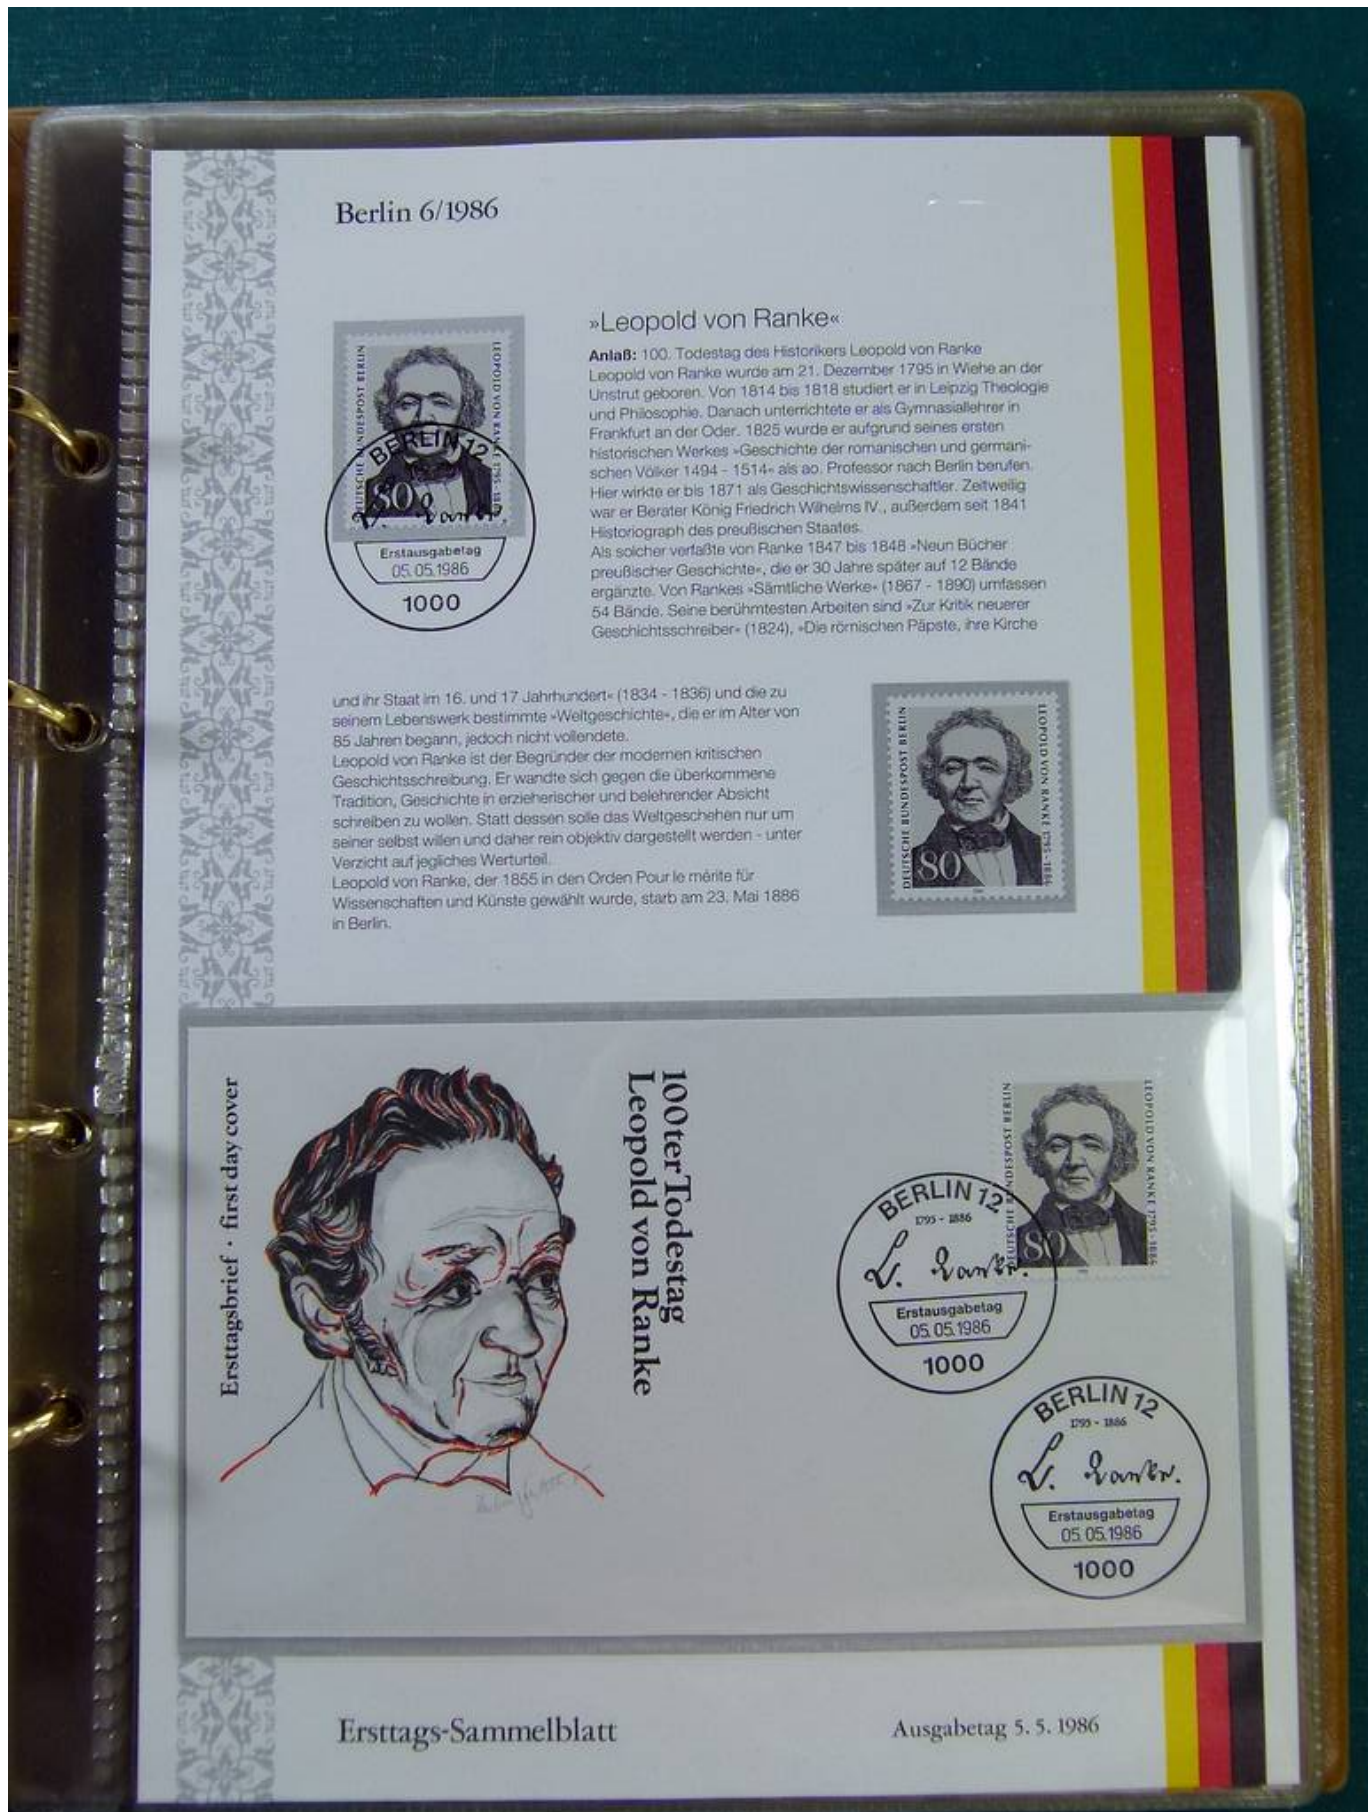 Berlin 6/1986
DEUTSCHE BUNDESPOST BERLIN
LEOPOLD VON RANKE 1795-18
80
BERLIN 12
L. Ranke.
Erstausgabetag
05.05.1986
1000
»Leopold von Ranke«
Anlaß: 100. Todestag des Historikers Leopold von Ranke
Leopold von Ranke wurde am 21. Dezember 1795 in Wiehe an der
Unstrut geboren. Von 1814 bis 1818 studiert er in Leipzig Theologie
und Philosophie. Danach unterrichtete er als Gymnasiallehrer in
Frankfurt an der Oder. 1825 wurde er aufgrund seines ersten
historischen Werkes »Geschichte der romanischen und germani-
schen Völker 1494 - 1514« als ao. Professor nach Berlin berufen.
Hier wirkte er bis 1871 als Geschichtswissenschaftler. Zeitweilig
war er Berater König Friedrich Wilhelms IV., außerdem seit 1841
Historiograph des preußischen Staates.
Als solcher verfaßte von Ranke 1847 bis 1848 »Neun Bücher
preußischer Geschichte«, die er 30 Jahre später auf 12 Bände
ergänzte. Von Rankes »Sämtliche Werke« (1867 - 1890) umfassen
54 Bände. Seine berühmtesten Arbeiten sind »Zur Kritik neuerer
Geschichtsschreiber« (1824), »Die römischen Päpste, ihre Kirche
und ihr Staat im 16. und 17 Jahrhundert« (1834 - 1836) und die zu
seinem Lebenswerk bestimmte »Weltgeschichte«, die er im Alter von
85 Jahren begann, jedoch nicht vollendete.
Leopold von Ranke ist der Begründer der modernen kritischen
Geschichtsschreibung. Er wandte sich gegen die überkommene
Tradition, Geschichte in erzieherischer und belehrender Absicht
schreiben zu wollen. Statt dessen solle das Weltgeschehen nur um
seiner selbst willen und daher rein objektiv dargestellt werden - unter
Verzicht auf jegliches Werturteil.
Leopold von Ranke, der 1855 in den Orden Pour le mérite für
Wissenschaften und Künste gewählt wurde, starb am 23. Mai 1886
in Berlin.
DEUTSCHE BUNDESPOST BERLIN
LEOPOLD VON RANKE 1795-1886
80
Ersttagsbrief · first day cover
100ter Todestag
Leopold von Ranke
DEUTSCHE BUNDESPOST BERLIN
LEOPOLD VON RANKE 1795-1886
80
BERLIN 12
1795 - 1886
L. Ranke.
Erstausgabetag
05.05.1986
1000
BERLIN 12
1795 - 1886
L. Ranke.
Erstausgabetag
05.05.1986
1000
Ersttags-Sammelblatt
Ausgabetag 5. 5. 1986